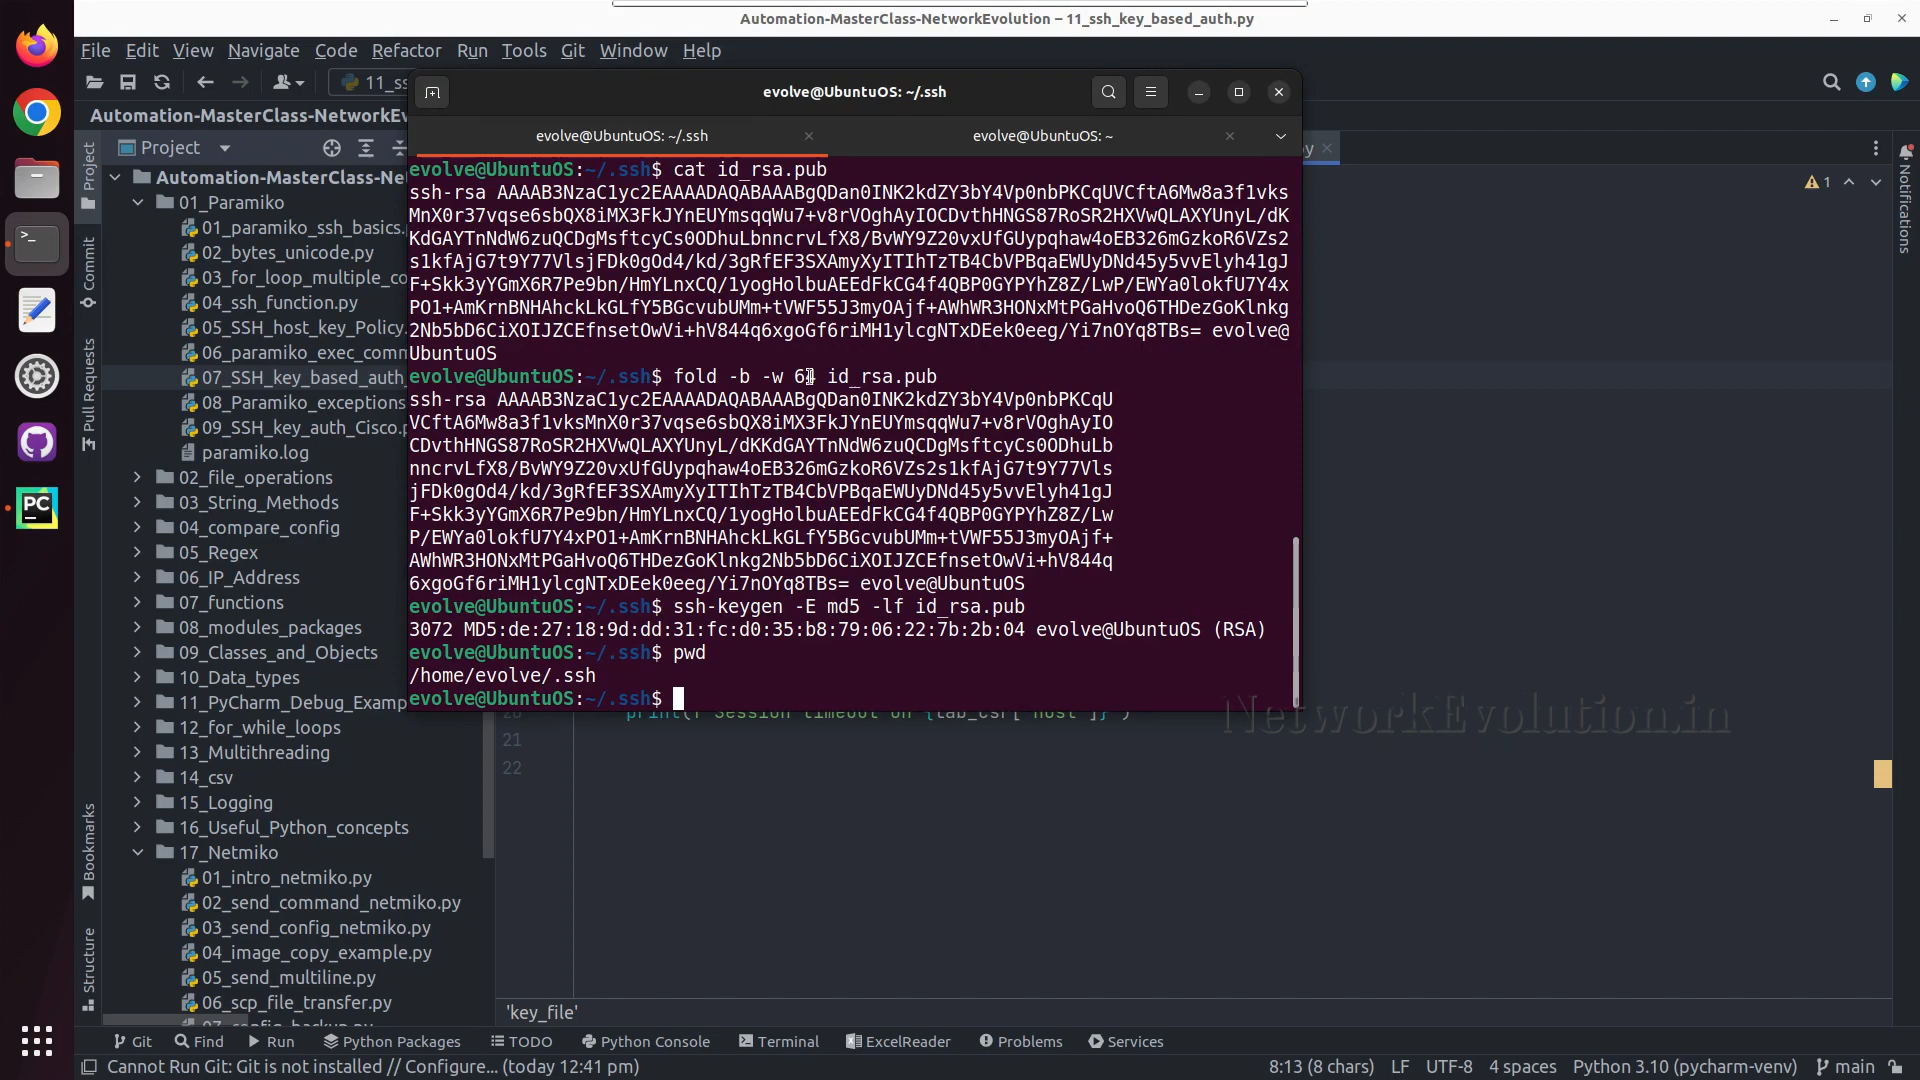 Automation-MasterClass-NetworkEvolution – 11_ssh_key_based_auth.py
File Edit View Navigate Code Refactor Run Tools Git Window Help
11_ss
Automation-MasterClass-NetworkEv
evolve@UbuntuOS: ~/.ssh
evolve@UbuntuOS: ~/.ssh
evolve@UbuntuOS: ~
Project
Project
Commit
Pull Requests
Bookmarks
Structure
Notifications
1
Automation-MasterClass-Ne
01_Paramiko
01_paramiko_ssh_basics.
02_bytes_unicode.py
03_for_loop_multiple_co
04_ssh_function.py
05_SSH_host_key_Policy.
06_paramiko_exec_comm
07_SSH_key_based_auth_
08_Paramiko_exceptions
09_SSH_key_auth_Cisco.p
paramiko.log
02_file_operations
03_String_Methods
04_compare_config
05_Regex
06_IP_Address
07_functions
08_modules_packages
09_Classes_and_Objects
10_Data_types
11_PyCharm_Debug_Examp
12_for_while_loops
13_Multithreading
14_csv
15_Logging
16_Useful_Python_concepts
17_Netmiko
01_intro_netmiko.py
02_send_command_netmiko.py
03_send_config_netmiko.py
04_image_copy_example.py
05_send_multiline.py
06_scp_file_transfer.py
evolve@UbuntuOS:~/.ssh$ cat id_rsa.pub
ssh-rsa AAAAB3NzaC1yc2EAAAADAQABAAABgQDan0INK2kdZY3bY4Vp0nbPKCqUVCftA6Mw8a3f1vks
MnX0r37vqse6sbQX8iMX3FkJYnEUYmsqqWu7+v8rVOghAyIOCDvthHNGS87RoSR2HXVwQLAXYUnyL/dK
KdGAYTnNdW6zuQCDgMsftcyCs0ODhuLbnncrvLfX8/BvWY9Z20vxUfGUypqhaw4oEB326mGzkoR6VZs2
s1kfAjG7t9Y77VlsjFDk0gOd4/kd/3gRfEF3SXAmyXyITIhTzTB4CbVPBqaEWUyDNd45y5vvElyh41gJ
F+Skk3yYGmX6R7Pe9bn/HmYLnxCQ/1yogHolbuAEEdFkCG4f4QBP0GYPYhZ8Z/LwP/EWYa0lokfU7Y4x
PO1+AmKrnBNHAhckLkGLfY5BGcvubUMm+tVWF55J3myOAjf+AWhWR3HONxMtPGaHvoQ6THDezGoKlnkg
2Nb5bD6CiXOIJZCEfnsetOwVi+hV844q6xgoGf6riMH1ylcgNTxDEek0eeg/Yi7nOYq8TBs= evolve@
UbuntuOS
evolve@UbuntuOS:~/.ssh$ fold -b -w 64 id_rsa.pub
ssh-rsa AAAAB3NzaC1yc2EAAAADAQABAAABgQDan0INK2kdZY3bY4Vp0nbPKCqU
VCftA6Mw8a3f1vksMnX0r37vqse6sbQX8iMX3FkJYnEUYmsqqWu7+v8rVOghAyIO
CDvthHNGS87RoSR2HXVwQLAXYUnyL/dKKdGAYTnNdW6zuQCDgMsftcyCs0ODhuLb
nncrvLfX8/BvWY9Z20vxUfGUypqhaw4oEB326mGzkoR6VZs2s1kfAjG7t9Y77Vls
jFDk0gOd4/kd/3gRfEF3SXAmyXyITIhTzTB4CbVPBqaEWUyDNd45y5vvElyh41gJ
F+Skk3yYGmX6R7Pe9bn/HmYLnxCQ/1yogHolbuAEEdFkCG4f4QBP0GYPYhZ8Z/Lw
P/EWYa0lokfU7Y4xPO1+AmKrnBNHAhckLkGLfY5BGcvubUMm+tVWF55J3myOAjf+
AWhWR3HONxMtPGaHvoQ6THDezGoKlnkg2Nb5bD6CiXOIJZCEfnsetOwVi+hV844q
6xgoGf6riMH1ylcgNTxDEek0eeg/Yi7nOYq8TBs= evolve@UbuntuOS
evolve@UbuntuOS:~/.ssh$ ssh-keygen -E md5 -lf id_rsa.pub
3072 MD5:de:27:18:9d:dd:31:fc:d0:35:b8:79:06:22:7b:2b:04 evolve@UbuntuOS (RSA)
evolve@UbuntuOS:~/.ssh$ pwd
/home/evolve/.ssh
evolve@UbuntuOS:~/.ssh$
NetworkEvolution.in
21
22
'key_file'
Git Find Run Python Packages TODO Python Console Terminal ExcelReader Problems Services
Cannot Run Git: Git is not installed // Configure... (today 12:41 pm) 8:13 (8 chars) LF UTF-8 4 spaces Python 3.10 (pycharm-venv) main